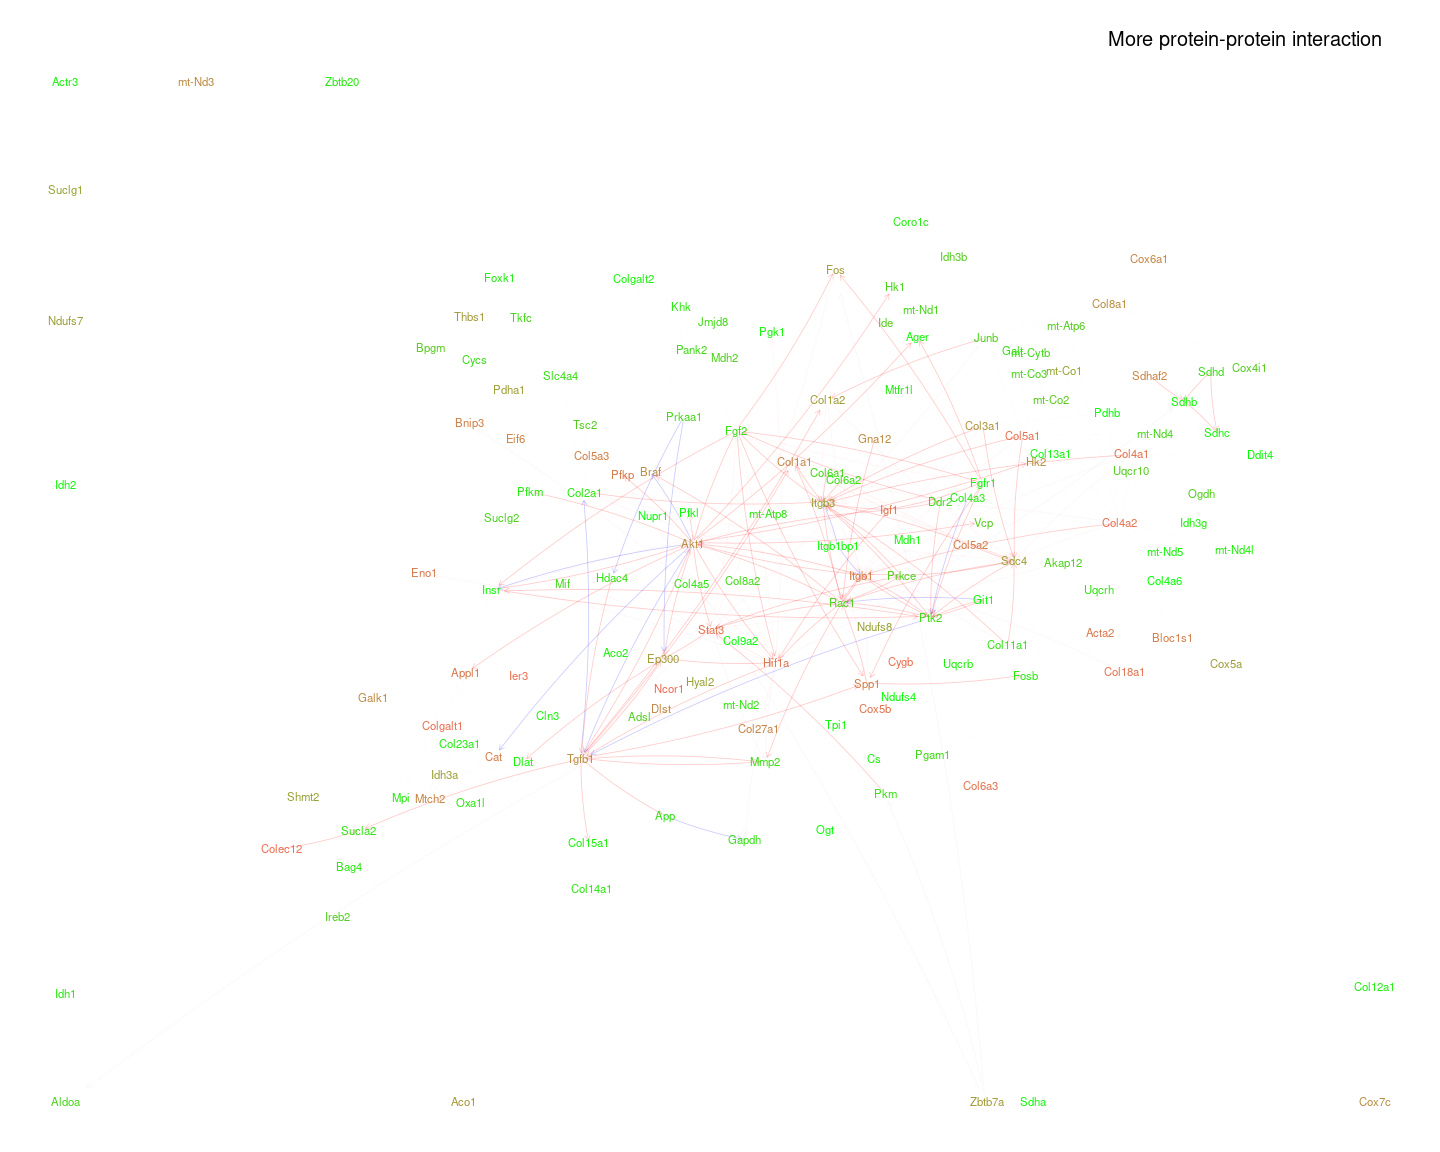 More protein-protein interaction
Actr3
mt-Nd3
Zbtb20
Suclg1
Coro1c
Idh3b
Cox6a1
Fos
Foxk1
Colgalt2
Hk1
Col8a1
Khk
mt-Nd1
Thbs1
Tkfc
Ndufs7
Jmjd8
Ide
mt-Atp6
Pgk1
Ager
Junb
Bpgm
Pank2
Galt
mt-Cytb
Mdh2
Cycs
Cox4i1
Slc4a4
mt-Co3
mt-Co1
Sdhaf2
Sdhd
Pdha1
Mtfr1l
Col1a2
mt-Co2
Sdhb
Prkaa1
Pdhb
Bnip3
Tsc2
Fgf2
Col3a1
Eif6
Gna12
Col5a1
mt-Nd4
Sdhc
Col5a3
Col13a1
Col4a1
Ddit4
Col1a1
Hk2
Pfkp
Braf
Col6a1
Uqcr10
Idh2
Col6a2
Fgfr1
Pfkm
Col2a1
Ogdh
Itgb3
Ddr2
Col4a3
Suclg2
Nupr1
Pfkl
mt-Atp8
Igf1
Vcp
Col4a2
Idh3g
Akt1
Itgb1bp1
Mdh1
Col5a2
mt-Nd5
mt-Nd4l
Sdc4
Akap12
Eno1
Mif
Hdac4
Col4a5
Col8a2
Itgb1
Prkce
Col4a6
Insr
Uqcrh
Rac1
Git1
Ptk2
Stat3
Ndufs8
Acta2
Bloc1s1
Col9a2
Col11a1
Aco2
Ep300
Hif1a
Cygb
Uqcrb
Cox5a
Appl1
Ier3
Col18a1
Fosb
Ncor1
Hyal2
Spp1
Galk1
Ndufs4
Dlst
mt-Nd2
Cox5b
Cln3
Adsl
Colgalt1
Col27a1
Tpi1
Col23a1
Cat
Dlat
Tgfb1
Mmp2
Cs
Pgam1
Idh3a
Col6a3
Shmt2
Mpi
Mtch2
Oxa1l
Pkm
App
Sucla2
Ogt
Colec12
Col15a1
Gapdh
Bag4
Col14a1
Ireb2
Idh1
Col12a1
Aldoa
Aco1
Zbtb7a
Sdha
Cox7c